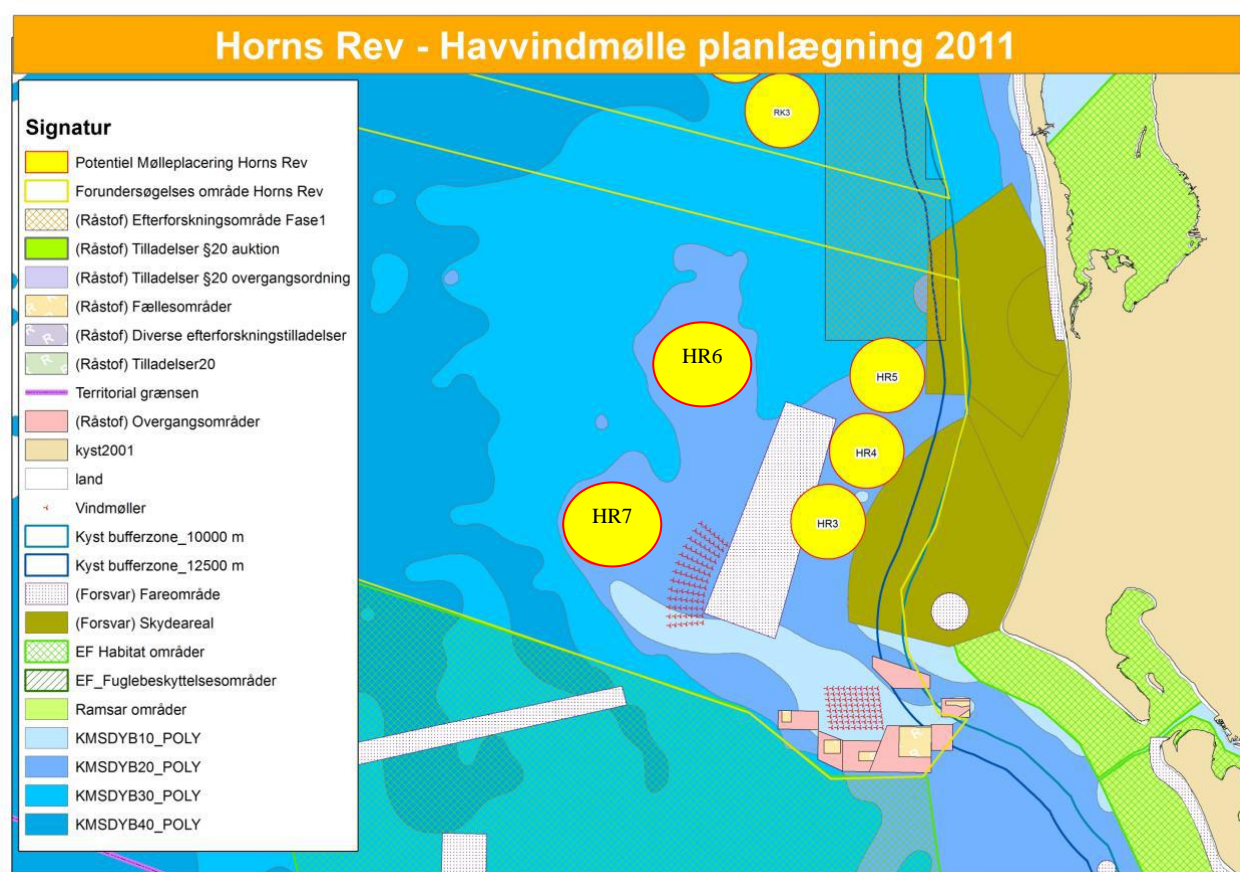 Horns Rev - Havvindmølle planlægning 2011
Signatur
Potentiel Mølleplacering Horns Rev
Forundersøgelses område Horns Rev
(Råstof) Efterforskningsområde Fase1
(Råstof) Tilladelser §20 auktion
(Råstof) Tilladelser §20 overgangsordning
(Råstof) Fællesområder
(Råstof) Diverse efterforskningstilladelser
(Råstof) Tilladelser20
Territorial grænsen
(Råstof) Overgangsområder
kyst2001
land
Vindmøller
Kyst bufferzone_10000 m
Kyst bufferzone_12500 m
(Forsvar) Fareområde
(Forsvar) Skydeareal
EF Habitat områder
EF_Fuglebeskyttelsesområder
Ramsar områder
KMSDYB10_POLY
KMSDYB20_POLY
KMSDYB30_POLY
KMSDYB40_POLY
RK3
HR6
HR5
HR4
HR7
HR3